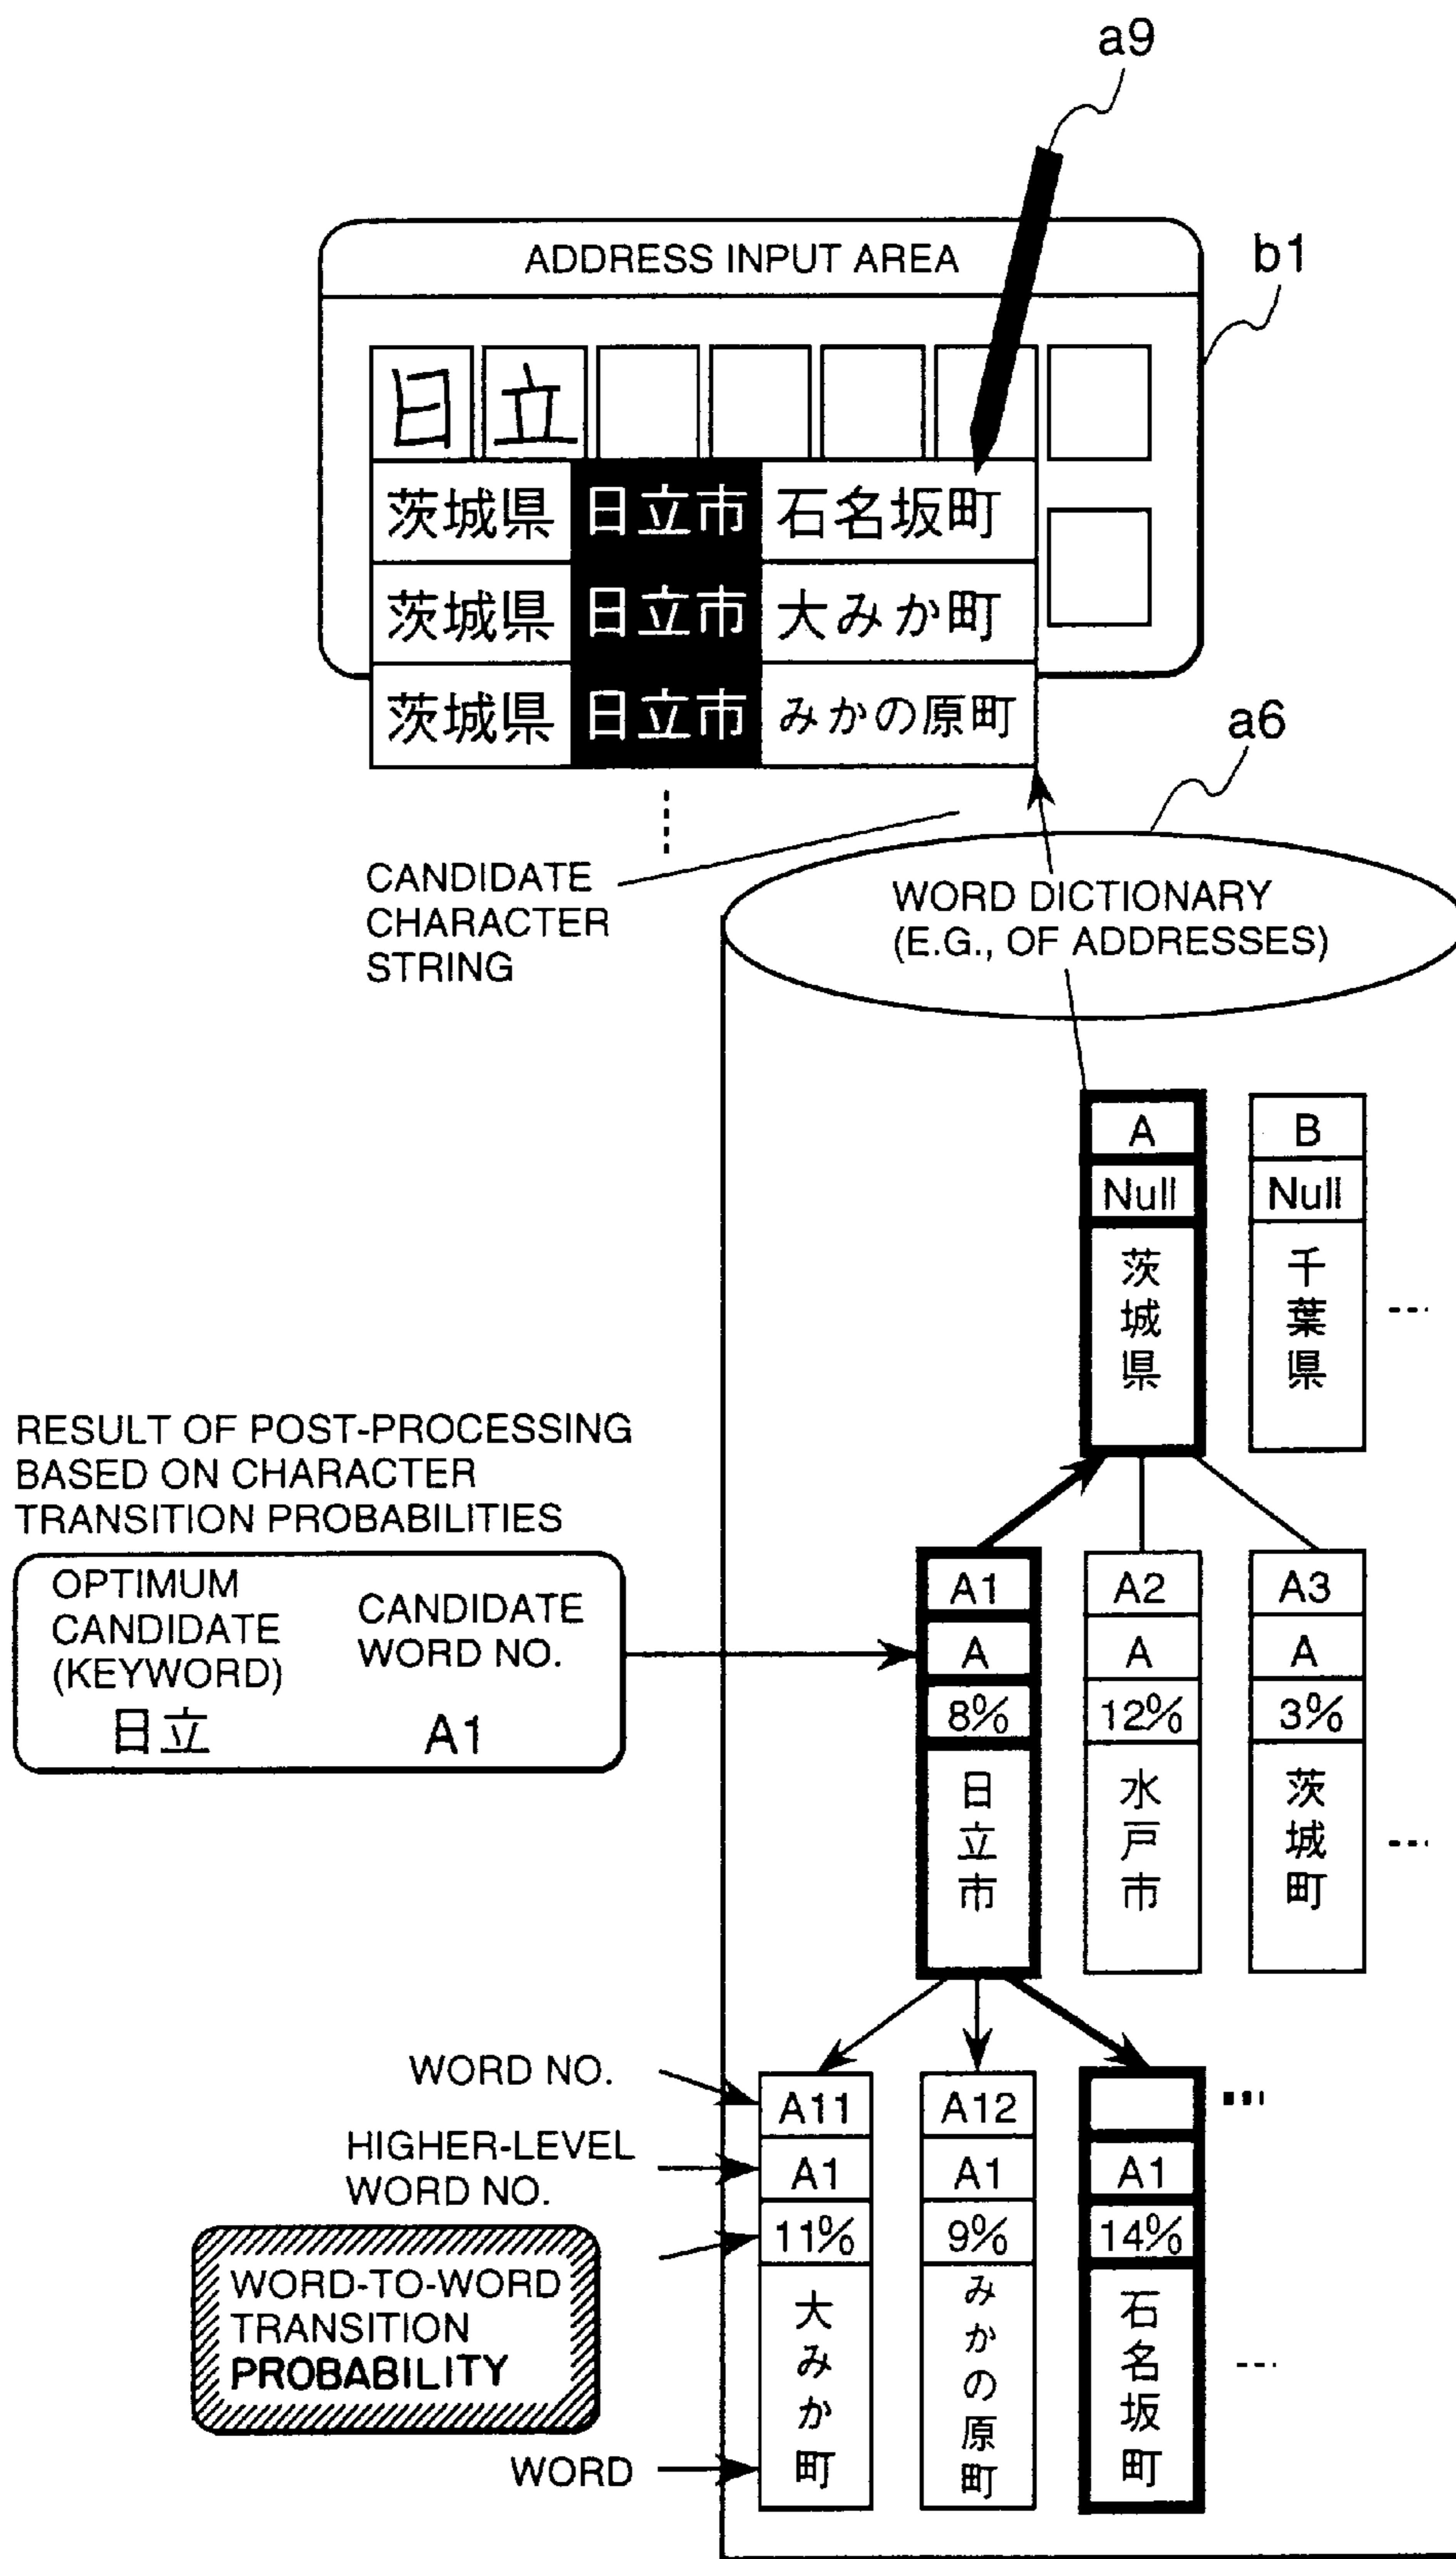 a9
ADDRESS INPUT AREA
b1
日立
茨城県 日立市 石名坂町
茨城県 日立市 大みか町
茨城県 日立市 みかの原町
a6
CANDIDATE
CHARACTER
STRING
WORD DICTIONARY
(E.G., OF ADDRESSES)
A B
Null Null
茨城県 千葉県
RESULT OF POST-PROCESSING
BASED ON CHARACTER
TRANSITION PROBABILITIES
OPTIMUM
CANDIDATE
(KEYWORD)
日立
CANDIDATE
WORD NO.
A1
A1 A2 A3
A A A
8% 12% 3%
日立市 水戸市 茨城町
WORD NO.
A11 A12
HIGHER-LEVEL
WORD NO.
A1 A1 A1
11% 9% 14%
WORD-TO-WORD
TRANSITION
PROBABILITY
大みか町 みかの原町 石名坂町
WORD